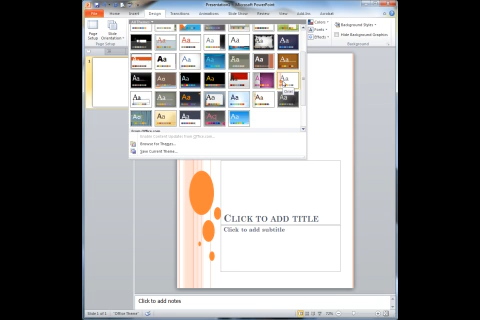 Presentation1 - Microsoft PowerPoint
File Home Insert Design Transitions Animations Slide Show Review View Add-Ins Acrobat
Page Setup
Slide Orientation
Page Setup
Colors
Fonts
Effects
Background Styles
Hide Background Graphics
Background
Browse for Themes...
Save Current Theme...
1
Click to add title
Click to add subtitle
Click to add notes
Slide 1 of 1 "Office Theme" 72%